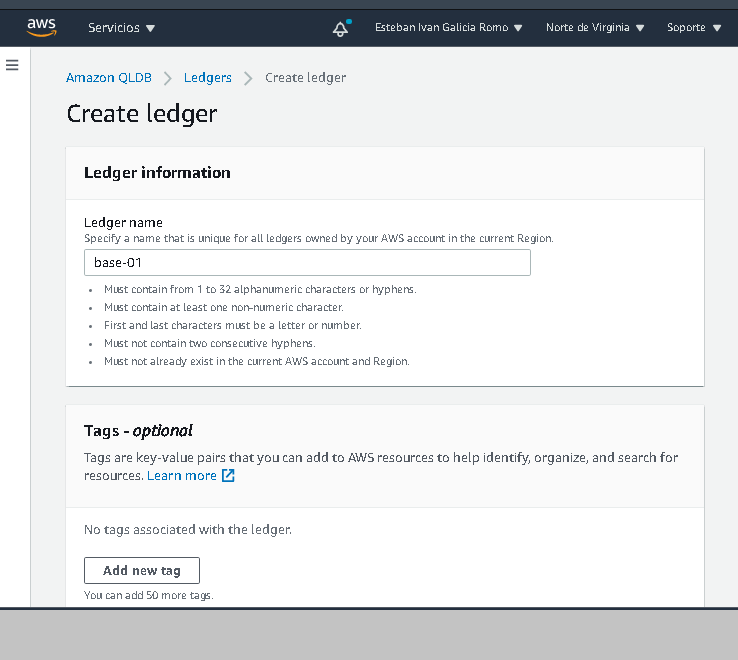 aws
Servicios
Esteban Ivan Galicia Romo
Norte de Virginia
Soporte
Amazon QLDB
Ledgers
Create ledger
Create ledger
Ledger information
Ledger name
Specify a name that is unique for all ledgers owned by your AWS account in the current Region.
base-01
Must contain from 1 to 32 alphanumeric characters or hyphens.
Must contain at least one non-numeric character.
First and last characters must be a letter or number.
Must not contain two consecutive hyphens.
Must not already exist in the current AWS account and Region.
Tags - optional
Tags are key-value pairs that you can add to AWS resources to help identify, organize, and search for
resources. Learn more
No tags associated with the ledger.
Add new tag
You can add 50 more tags.